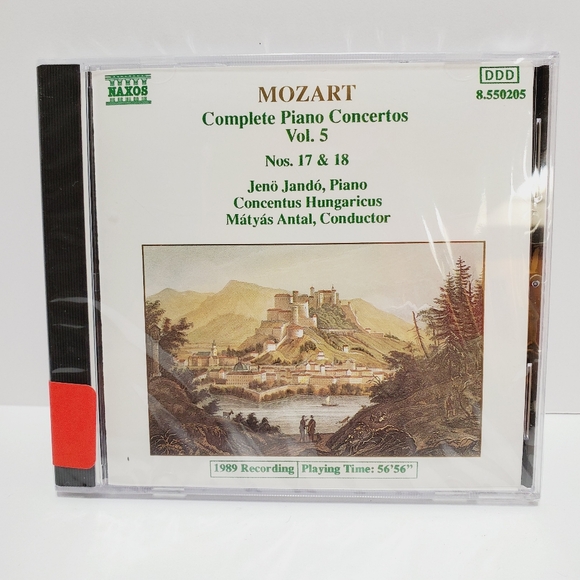 NAXOS
DDD
8.550205
MOZART
Complete Piano Concertos
Vol. 5
Nos. 17 & 18
Jenö Jandó, Piano
Concentus Hungaricus
Mátyás Antal, Conductor
1989 Recording Playing Time: 56'56"